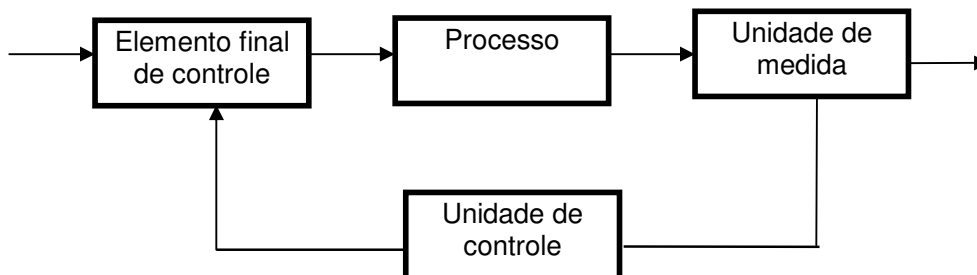 Elemento final
de controle
Processo
Unidade de
medida
Unidade de
controle